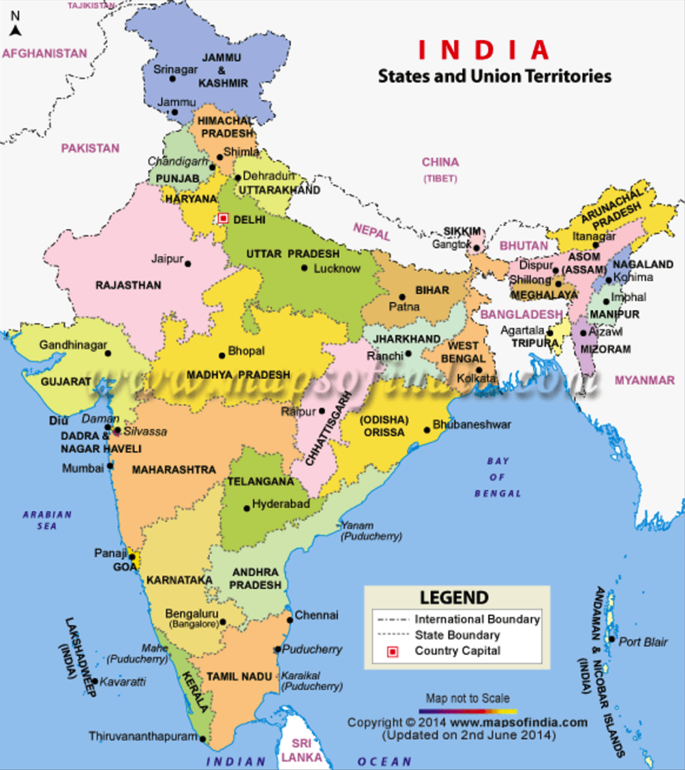 N
TAJIKISTAN
AFGHANISTAN
INDIA
States and Union Territories
JAMMU
&
KASHMIR
Srinagar
Jammu
HIMACHAL
PRADESH
PAKISTAN
Chandigarh
Shimla
CHINA
(TIBET)
PUNJAB
Dehradun
UTTARAKHAND
HARYANA
DELHI
ARUNACHAL
PRADESH
NEPAL
SIKKIM
Gangtok
BHUTAN
Itanagar
Jaipur
RAJASTHAN
UTTAR PRADESH
Lucknow
ASOM
(ASSAM)
Dispur
NAGALAND
Kohima
Shillong
MEGHALAYA
BIHAR
Patna
Imphal
MANIPUR
BANGLADESH
Gandhinagar
Bhopal
JHARKHAND
Ranchi
WEST
BENGAL
Agartala
TRIPURA
Aizawl
MIZORAM
GUJARAT
MADHYA PRADESH
Kolkata
MYANMAR
www.mapsofindia.com
Diu
Daman
Silvassa
DADRA &
NAGAR HAVELI
Raipur
CHHATTISGARH
(ODISHA)
ORISSA
Bhubaneshwar
Mumbai
MAHARASHTRA
BAY
OF
BENGAL
TELANGANA
Hyderabad
ARABIAN
SEA
Yanam
(Puducherry)
Panaji
GOA
KARNATAKA
ANDHRA
PRADESH
Bengaluru
(Bangalore)
Chennai
LEGEND
International Boundary
State Boundary
Country Capital
ANDAMAN & NICOBAR ISLANDS
(INDIA)
Port Blair
LAKSHADWEEP
(INDIA)
Kavaratti
Mahe
(Puducherry)
Puducherry
KERALA
TAMIL NADU
Karaikal
(Puducherry)
Map not to Scale
Copyright © 2014 www.mapsofindia.com
(Updated on 2nd June 2014)
Thiruvananthapuram
SRI
LANKA
INDIAN OCEAN